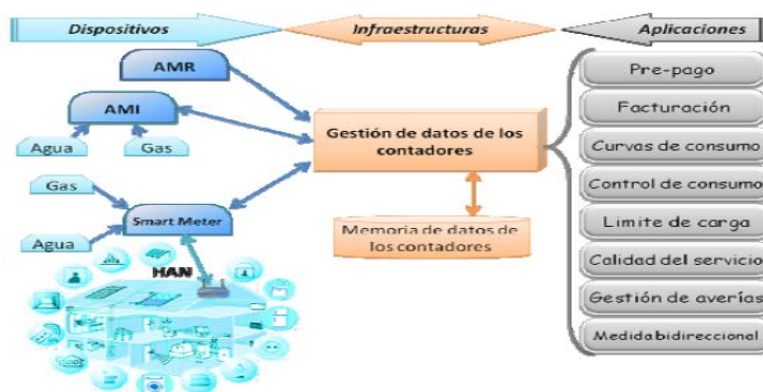 Dispositivos
Infraestructuras
Aplicaciones
AMR
AMI
Agua
Gas
Gas
Smart Meter
Agua
HAN
Gestión de datos de los
contadores
Memoria de datos de
los contadores
Pre-pago
Facturación
Curvas de consumo
Control de consumo
Limite de carga
Calidad del servicio
Gestión de averías
Medida bidireccional